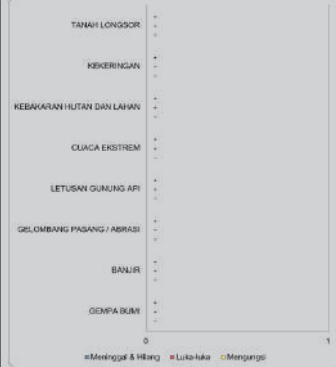 TANAH LONGSOR
KEKERINGAN
KEBAKARAN HUTAN DAN LAHAN
CUACA EKSTREM
LETUSAN GUNUNG API
GELOMBANG PASANG / ABRASI
BANJIR
GEMPA BUMI
0 1
Meninggal & Hilang Luka-luka Mengungsi